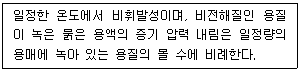 일정한 온도에서 비휘발성이며, 비전해질인 용질
이 녹은 묽은 용액의 증기 압력 내림은 일정량의
용매에 녹아 있는 용질의 몰 수에 비례한다.